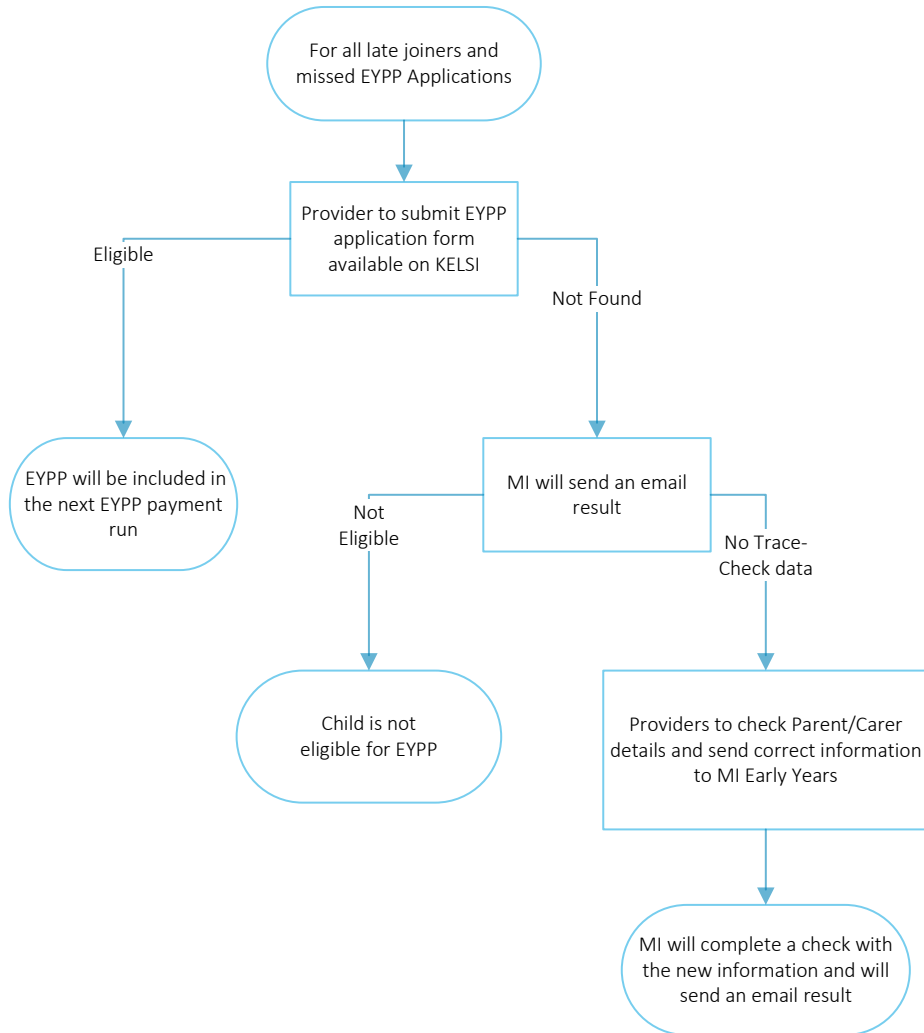 For all late joiners and
missed EYPP Applications
Provider to submit EYPP
application form
available on KELSI
Eligible
Not Found
EYPP will be included in
the next EYPP payment
run
MI will send an email
result
Not
Eligible
No Trace-
Check data
Child is not
eligible for EYPP
Providers to check Parent/Carer
details and send correct information
to MI Early Years
MI will complete a check with
the new information and will
send an email result